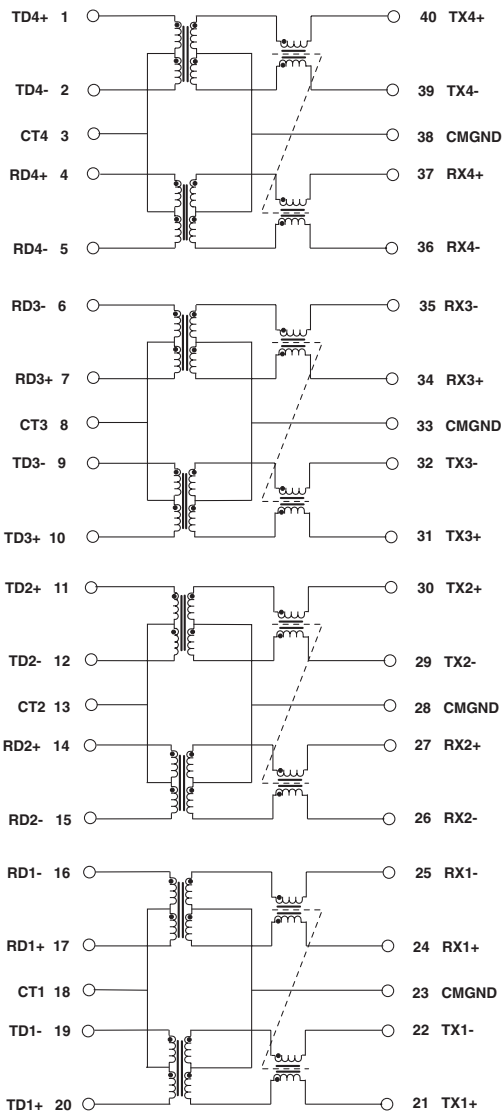 TD4+ 1 40 TX4+
TD4- 2 39 TX4-
CT4 3 38 CMGND
RD4+ 4 37 RX4+
RD4- 5 36 RX4-
RD3- 6 35 RX3-
RD3+ 7 34 RX3+
CT3 8 33 CMGND
TD3- 9 32 TX3-
TD3+ 10 31 TX3+
TD2+ 11 30 TX2+
TD2- 12 29 TX2-
CT2 13 28 CMGND
RD2+ 14 27 RX2+
RD2- 15 26 RX2-
RD1- 16 25 RX1-
RD1+ 17 24 RX1+
CT1 18 23 CMGND
TD1- 19 22 TX1-
TD1+ 20 21 TX1+